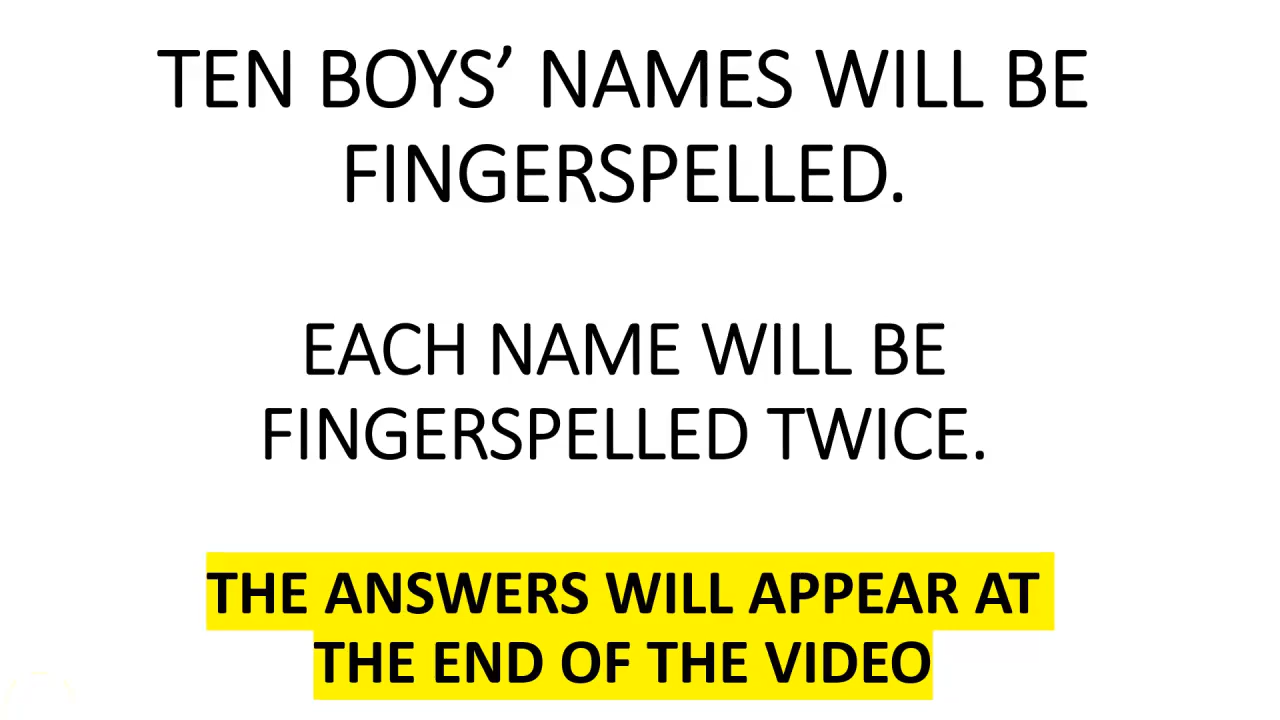 TEN BOYS’ NAMES WILL BE
FINGERSPELLED.
EACH NAME WILL BE
FINGERSPELLED TWICE.
THE ANSWERS WILL APPEAR AT
THE END OF THE VIDEO